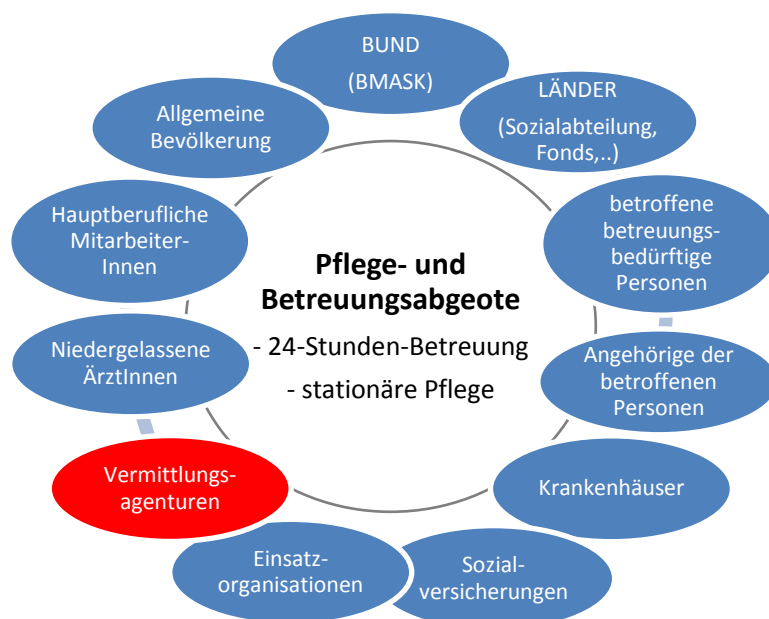 BUND
(BMASK)
LÄNDER
(Sozialabteilung,
Fonds,..)
betroffene
betreuungs-
bedürftige
Personen
Angehörige der
betroffenen
Personen
Krankenhäuser
Sozial-
versicherungen
Einsatz-
organisationen
Vermittlungs-
agenturen
Niedergelassene
ÄrztInnen
Hauptberufliche
Mitarbeiter-
Innen
Allgemeine
Bevölkerung
Pflege- und
Betreuungsabgeote
- 24-Stunden-Betreuung
- stationäre Pflege